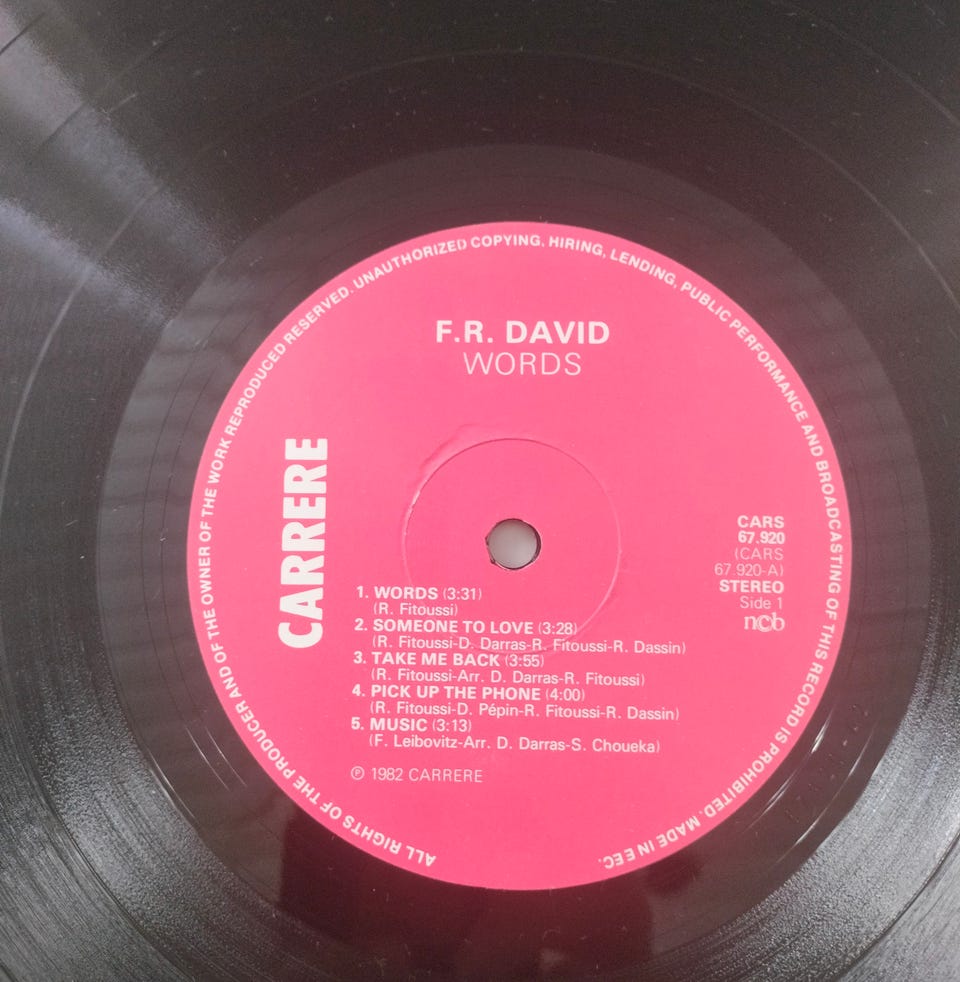 ALL RIGHTS OF THE PRODUCER AND OF THE OWNER OF THE WORK REPRODUCED RESERVED. UNAUTHORIZED COPYING, HIRING, LENDING, PUBLIC PERFORMANCE AND BROADCASTING OF THIS RECORD IS PROHIBITED. MADE IN EEC.
F.R. DAVID
WORDS
CARRERE
CARS
67.920
(CARS
67.920-A)
STEREO
Side 1
ncb
1. WORDS (3:31)
(R. Fitoussi)
2. SOMEONE TO LOVE (3:28)
(R. Fitoussi-D. Darras-R. Fitoussi-R. Dassin)
3. TAKE ME BACK (3:55)
(R. Fitoussi-Arr. D. Darras-R. Fitoussi)
4. PICK UP THE PHONE (4:00)
(R. Fitoussi-D. Pépin-R. Fitoussi-R. Dassin)
5. MUSIC (3:13)
(F. Leibovitz-Arr. D. Darras-S. Choueka)
℗ 1982 CARRERE